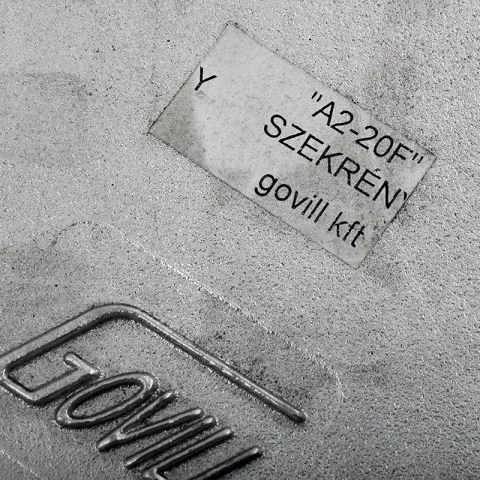 "A2-20F"
Y SZEKRÉNY
govill kft
GOVILL